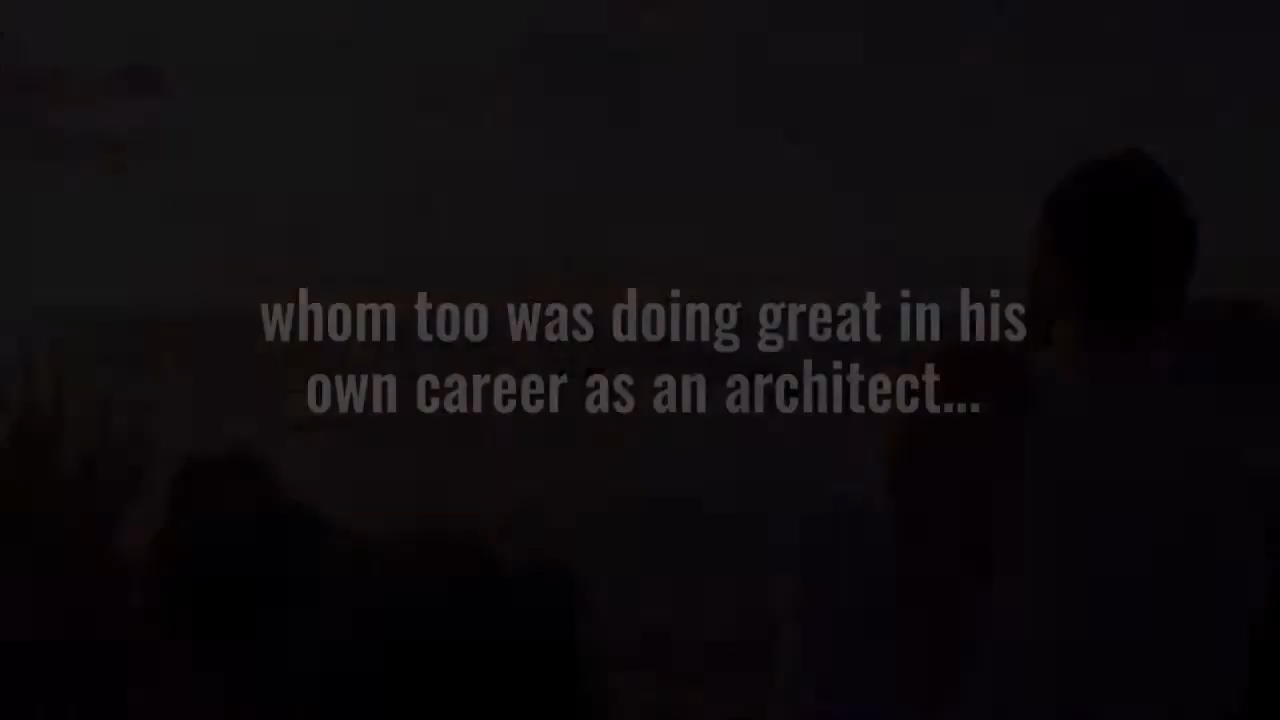 whom too was doing great in his
own career as an architect...